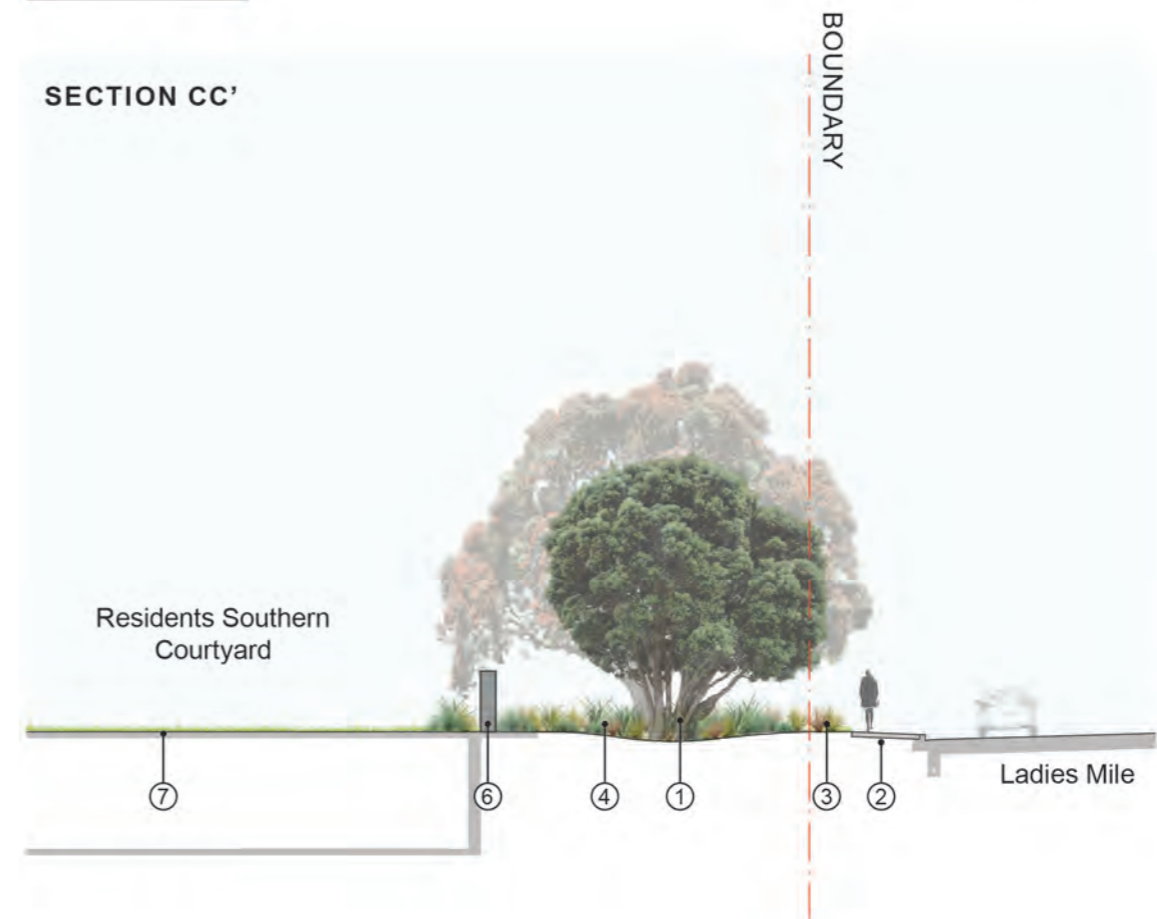 SECTION CC’
BOUNDARY
Residents Southern
Courtyard
Ladies Mile
7
6
4
1
3
2